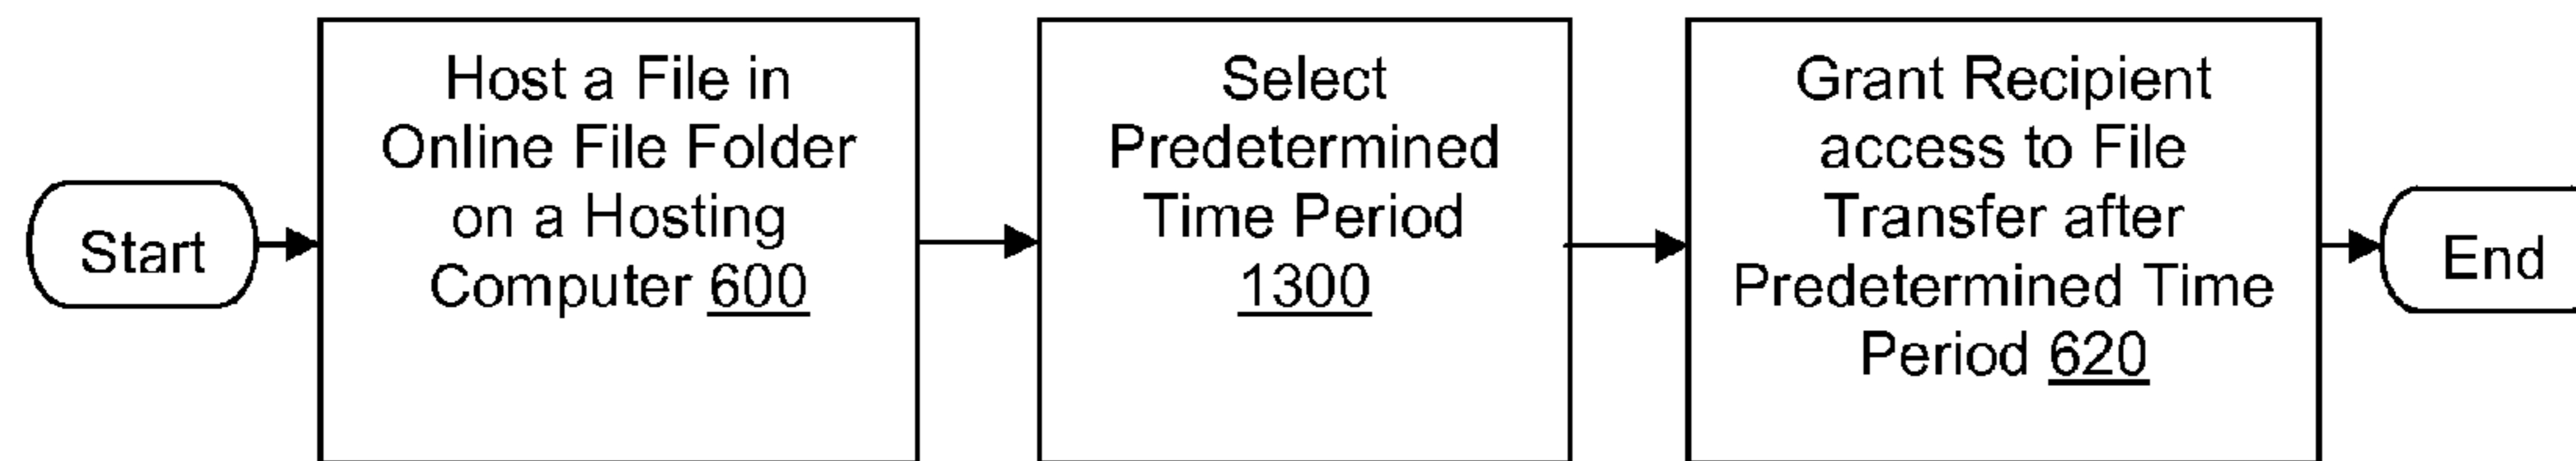 Start
Host a File in
Online File Folder
on a Hosting
Computer 600
Select
Predetermined
Time Period
1300
Grant Recipient
access to File
Transfer after
Predetermined Time
Period 620
End